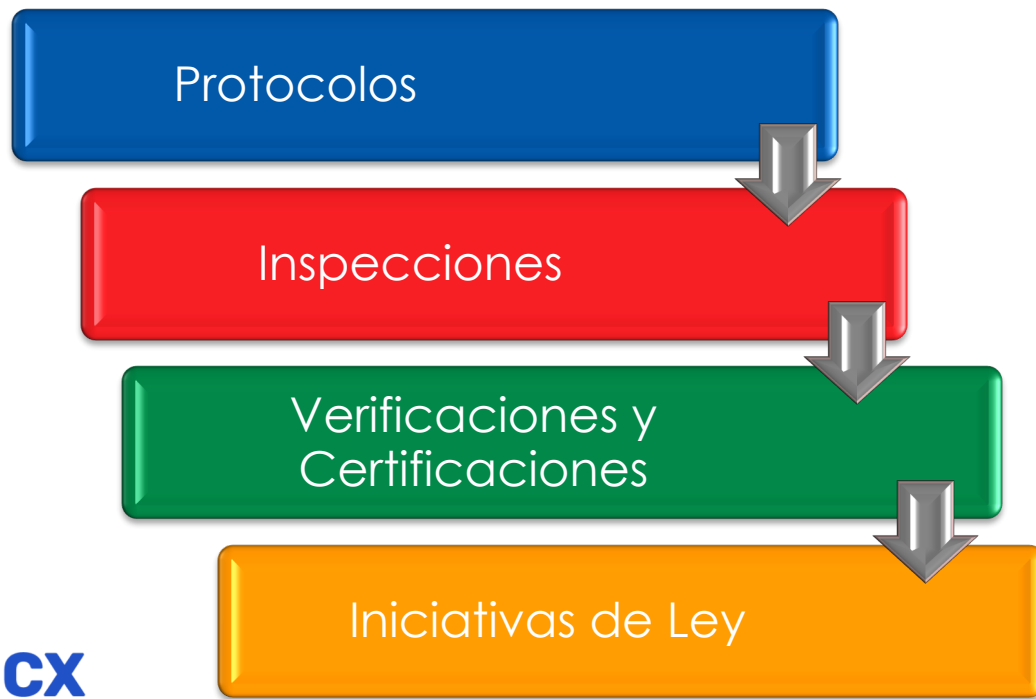 Protocolos
Inspecciones
Verificaciones y
Certificaciones
Iniciativas de Ley
CX